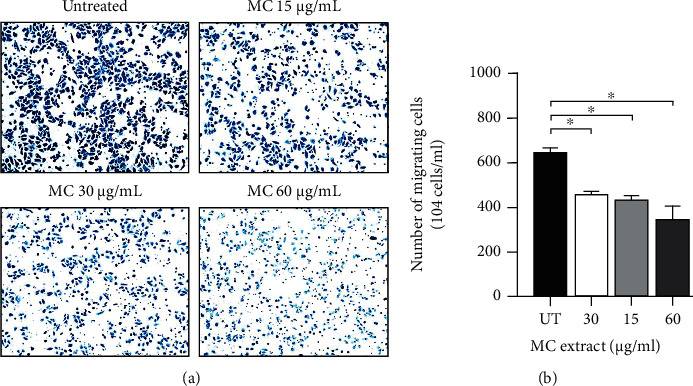 (a)
Untreated
MC 15 µg/mL
MC 30 µg/mL
MC 60 µg/mL
(b)
Number of migrating cells
(104 cells/ml)
1000
800
600
400
200
0
*
*
*
UT 30 15 60
MC extract (µg/ml)
(a)
(b)